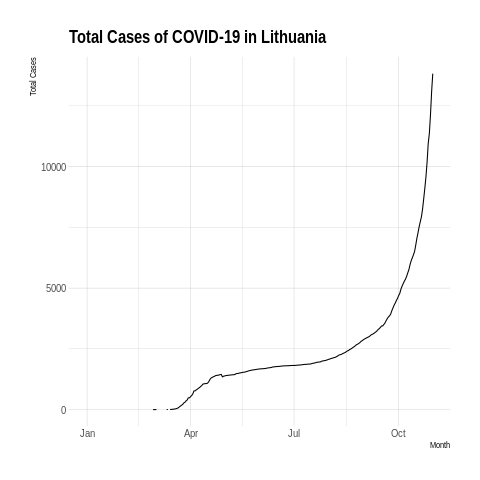 Total Cases of COVID-19 in Lithuania
Total Cases
10000
5000
0
Jan Apr Jul Oct
Month